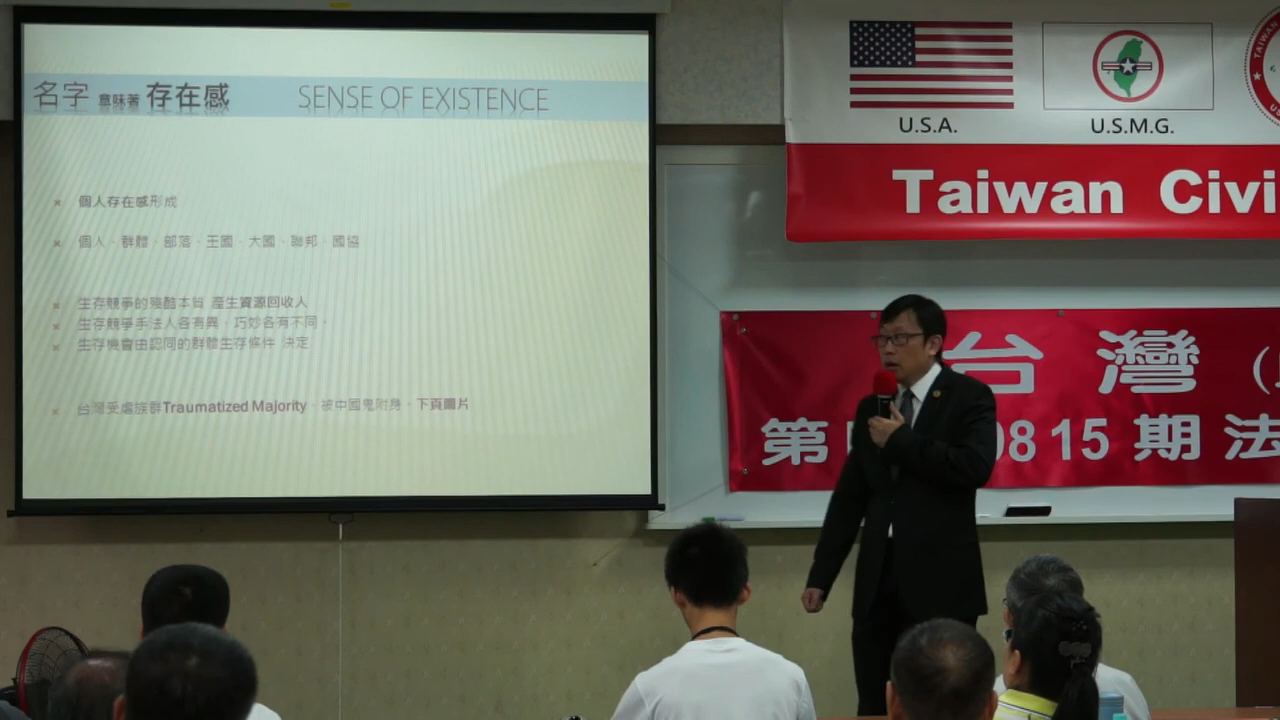 名字 意味著 存在感 SENSE OF EXISTENCE
個人存在感形成
個人、群體、部落、王國、大國、聯邦、國協
生存競爭的殘酷本質 產生資源回收人
生存競爭手法人各有異,巧妙各有不同。
生存機會由認同的群體生存條件 決定
台灣受虐族群Traumatized Majority、被中國鬼附身、下頁圖片
U.S.A.
U.S.M.G.
TAIWAN
Taiwan Civi
台灣(
第 0815期法